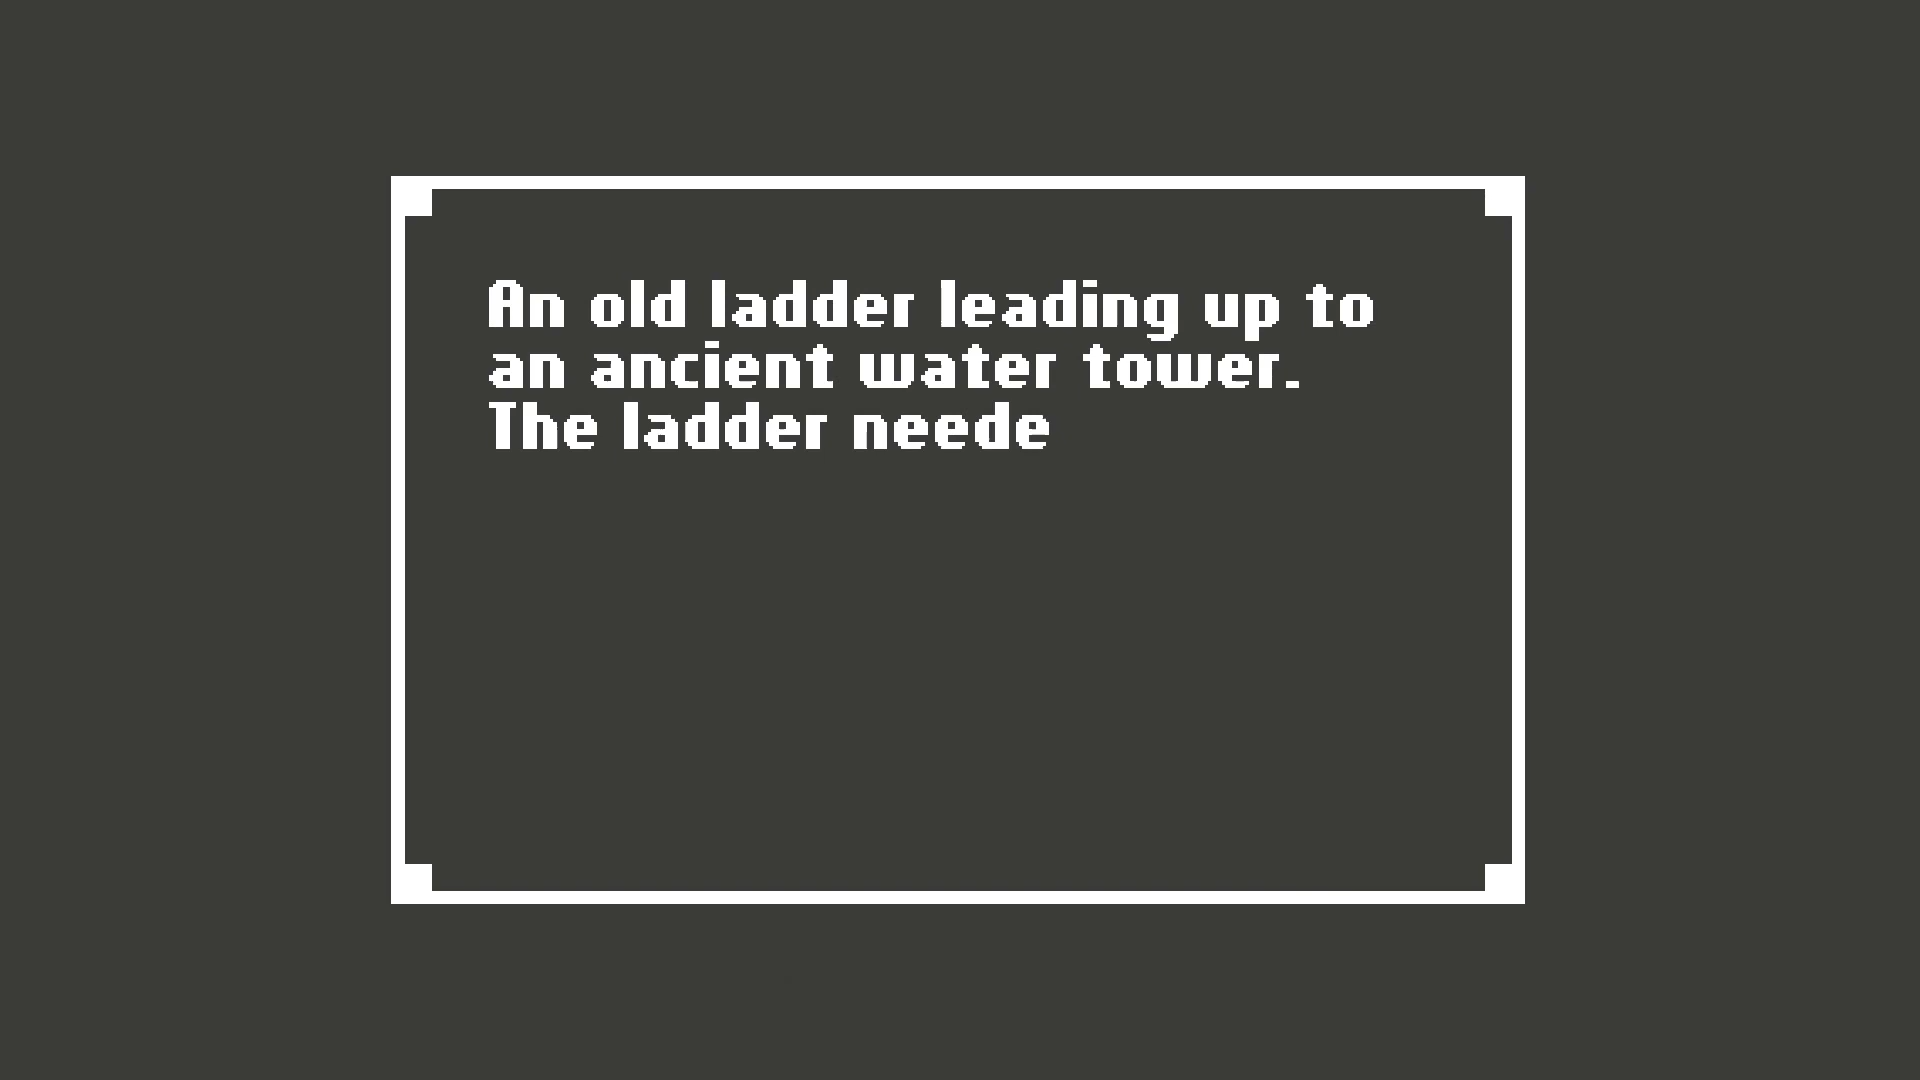 An old ladder leading up to
an ancient water tower.
The ladder neede